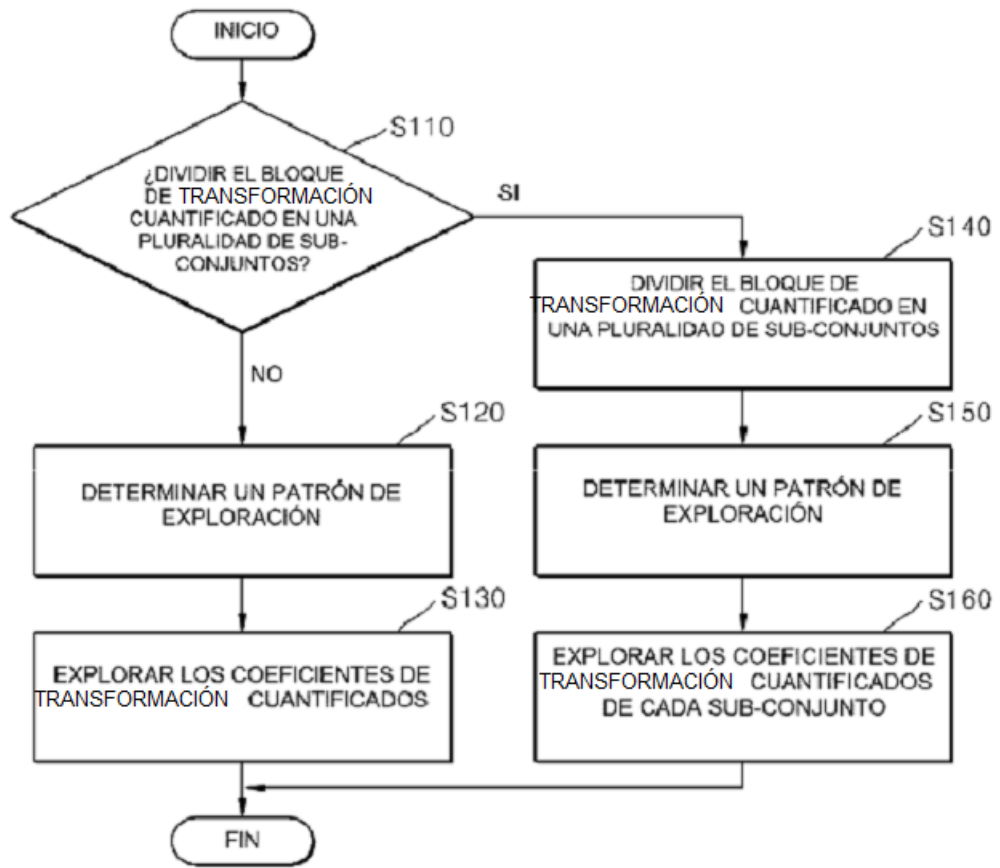 INICIO
S110
¿DIVIDIR EL BLOQUE
DE TRANSFORMACIÓN
CUANTIFICADO EN UNA
PLURALIDAD DE SUB-
CONJUNTOS?
SI
NO
S140
DIVIDIR EL BLOQUE DE
TRANSFORMACIÓN CUANTIFICADO EN
UNA PLURALIDAD DE SUB-CONJUNTOS
S120
DETERMINAR UN PATRÓN DE
EXPLORACIÓN
S150
DETERMINAR UN PATRÓN DE
EXPLORACIÓN
S130
EXPLORAR LOS COEFICIENTES DE
TRANSFORMACIÓN CUANTIFICADOS
S160
EXPLORAR LOS COEFICIENTES DE
TRANSFORMACIÓN CUANTIFICADOS
DE CADA SUB-CONJUNTO
FIN